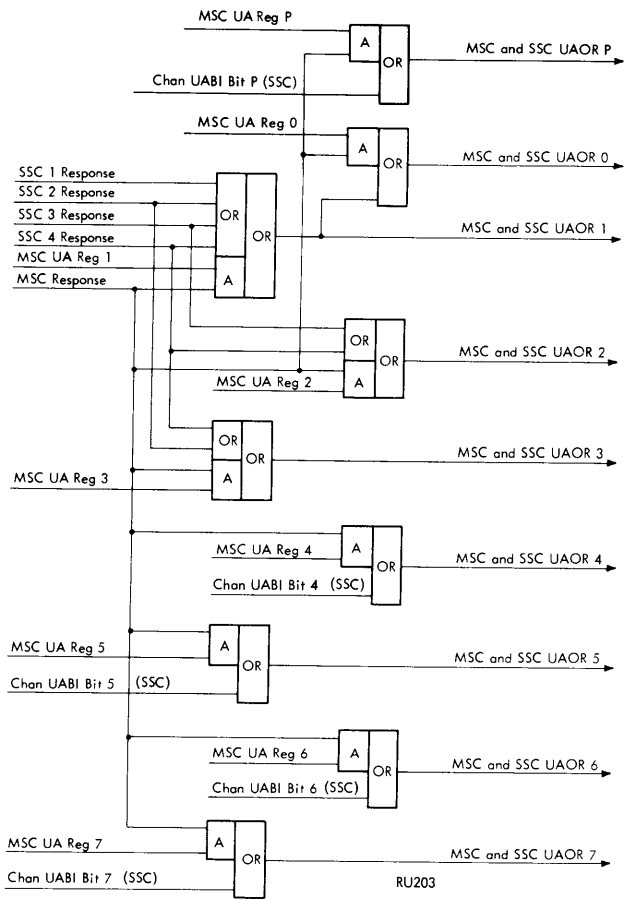 MSC UA Reg P
A
OR
MSC and SSC UAOR P
Chan UABI Bit P (SSC)
MSC UA Reg 0
A
OR
MSC and SSC UAOR 0
SSC 1 Response
SSC 2 Response
SSC 3 Response
SSC 4 Response
MSC UA Reg 1
MSC Response
OR
A
OR
MSC and SSC UAOR 1
OR
A
OR
MSC UA Reg 2
MSC and SSC UAOR 2
OR
A
OR
MSC UA Reg 3
MSC and SSC UAOR 3
MSC UA Reg 4
A
OR
Chan UABI Bit 4 (SSC)
MSC and SSC UAOR 4
MSC UA Reg 5
A
OR
Chan UABI Bit 5 (SSC)
MSC and SSC UAOR 5
MSC UA Reg 6
A
OR
Chan UABI Bit 6 (SSC)
MSC and SSC UAOR 6
MSC UA Reg 7
A
OR
Chan UABI Bit 7 (SSC)
MSC and SSC UAOR 7
RU203